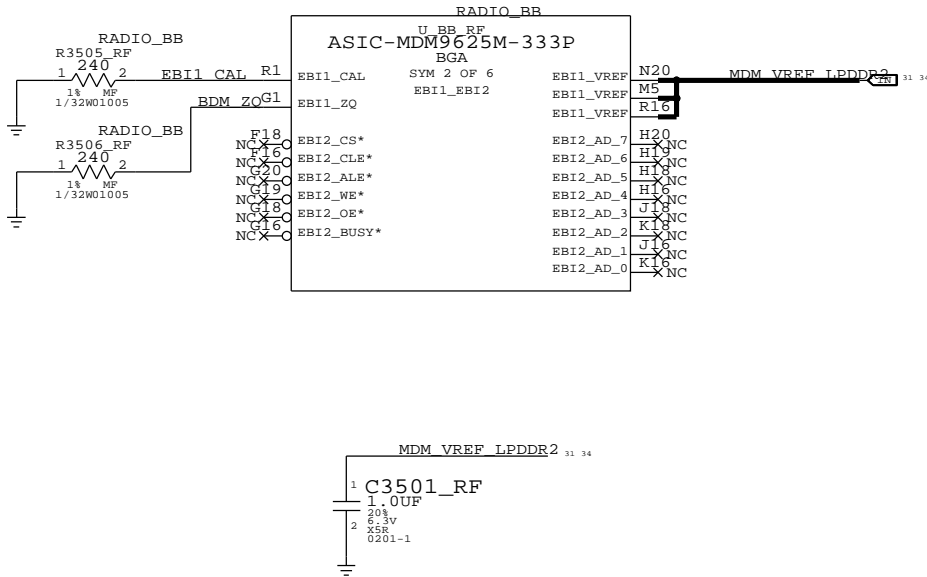 RADIO_BB
U_BB_RF
ASIC-MDM9625M-333P
BGA
SYM 2 OF 6
EBI1_EBI2
RADIO_BB
R3505_RF
240
1 2
1% MF
1/32W01005
EBI1_CAL R1 EBI1_CAL
BDM_ZQ G1 EBI1_ZQ
RADIO_BB
R3506_RF
240
1 2
1% MF
1/32W01005
NC F18 EBI2_CS*
NC F16 EBI2_CLE*
NC G20 EBI2_ALE*
NC G19 EBI2_WE*
NC G18 EBI2_OE*
NC G16 EBI2_BUSY*
EBI1_VREF N20 MDM_VREF_LPDDR2 IN 31 34
EBI1_VREF M5
EBI1_VREF R16
EBI2_AD_7 H20 NC
EBI2_AD_6 H19 NC
EBI2_AD_5 H18 NC
EBI2_AD_4 H16 NC
EBI2_AD_3 J18 NC
EBI2_AD_2 K18 NC
EBI2_AD_1 J16 NC
EBI2_AD_0 K16 NC
MDM_VREF_LPDDR2 31 34
1 C3501_RF
1.0UF
20%
6.3V
2 X5R
0201-1